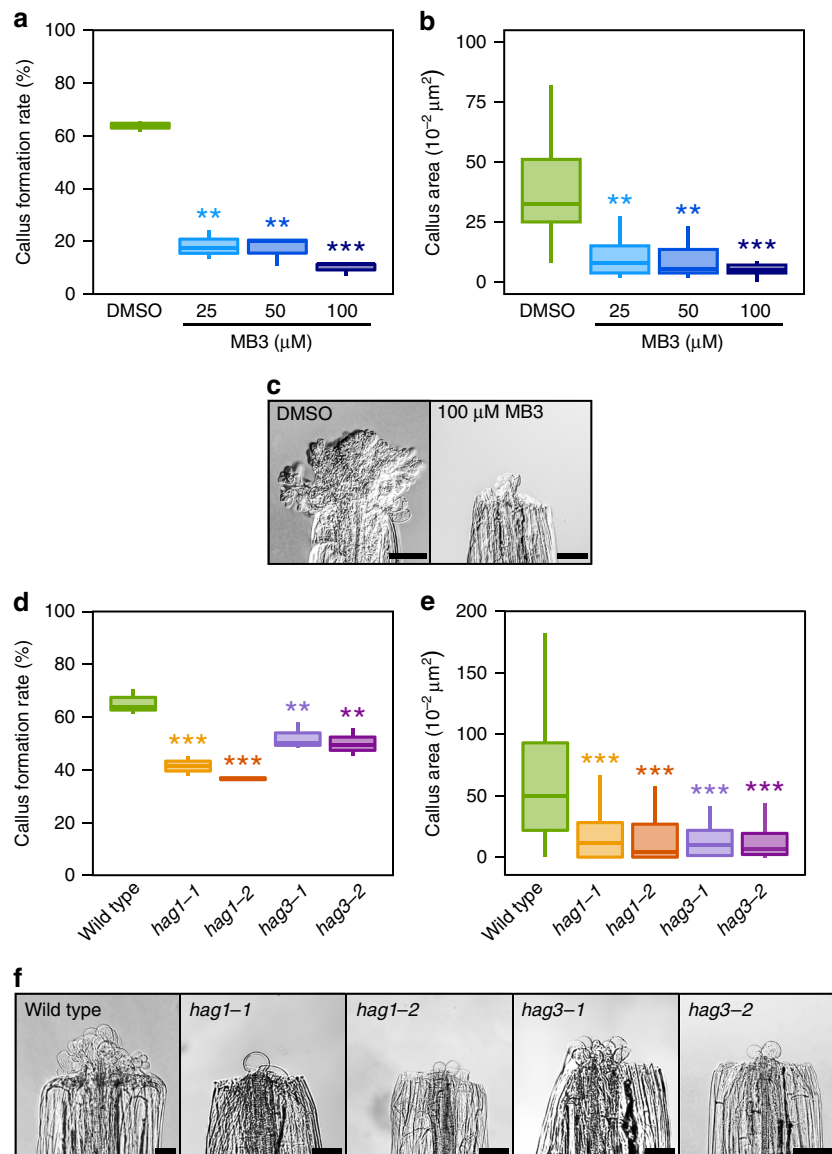 a
Callus formation rate (%)
100
80
60
40
20
0
**
**
***
DMSO
25
50
100
MB3 (μM)
b
Callus area (10⁻² μm²)
100
75
50
25
0
**
**
***
DMSO
25
50
100
MB3 (μM)
c
DMSO
100 μM MB3
d
Callus formation rate (%)
100
80
60
40
20
0
***
***
**
**
Wild type
hag1–1
hag1–2
hag3–1
hag3–2
e
Callus area (10⁻² μm²)
200
150
100
50
0
***
***
***
***
Wild type
hag1–1
hag1–2
hag3–1
hag3–2
f
Wild type
hag1–1
hag1–2
hag3–1
hag3–2